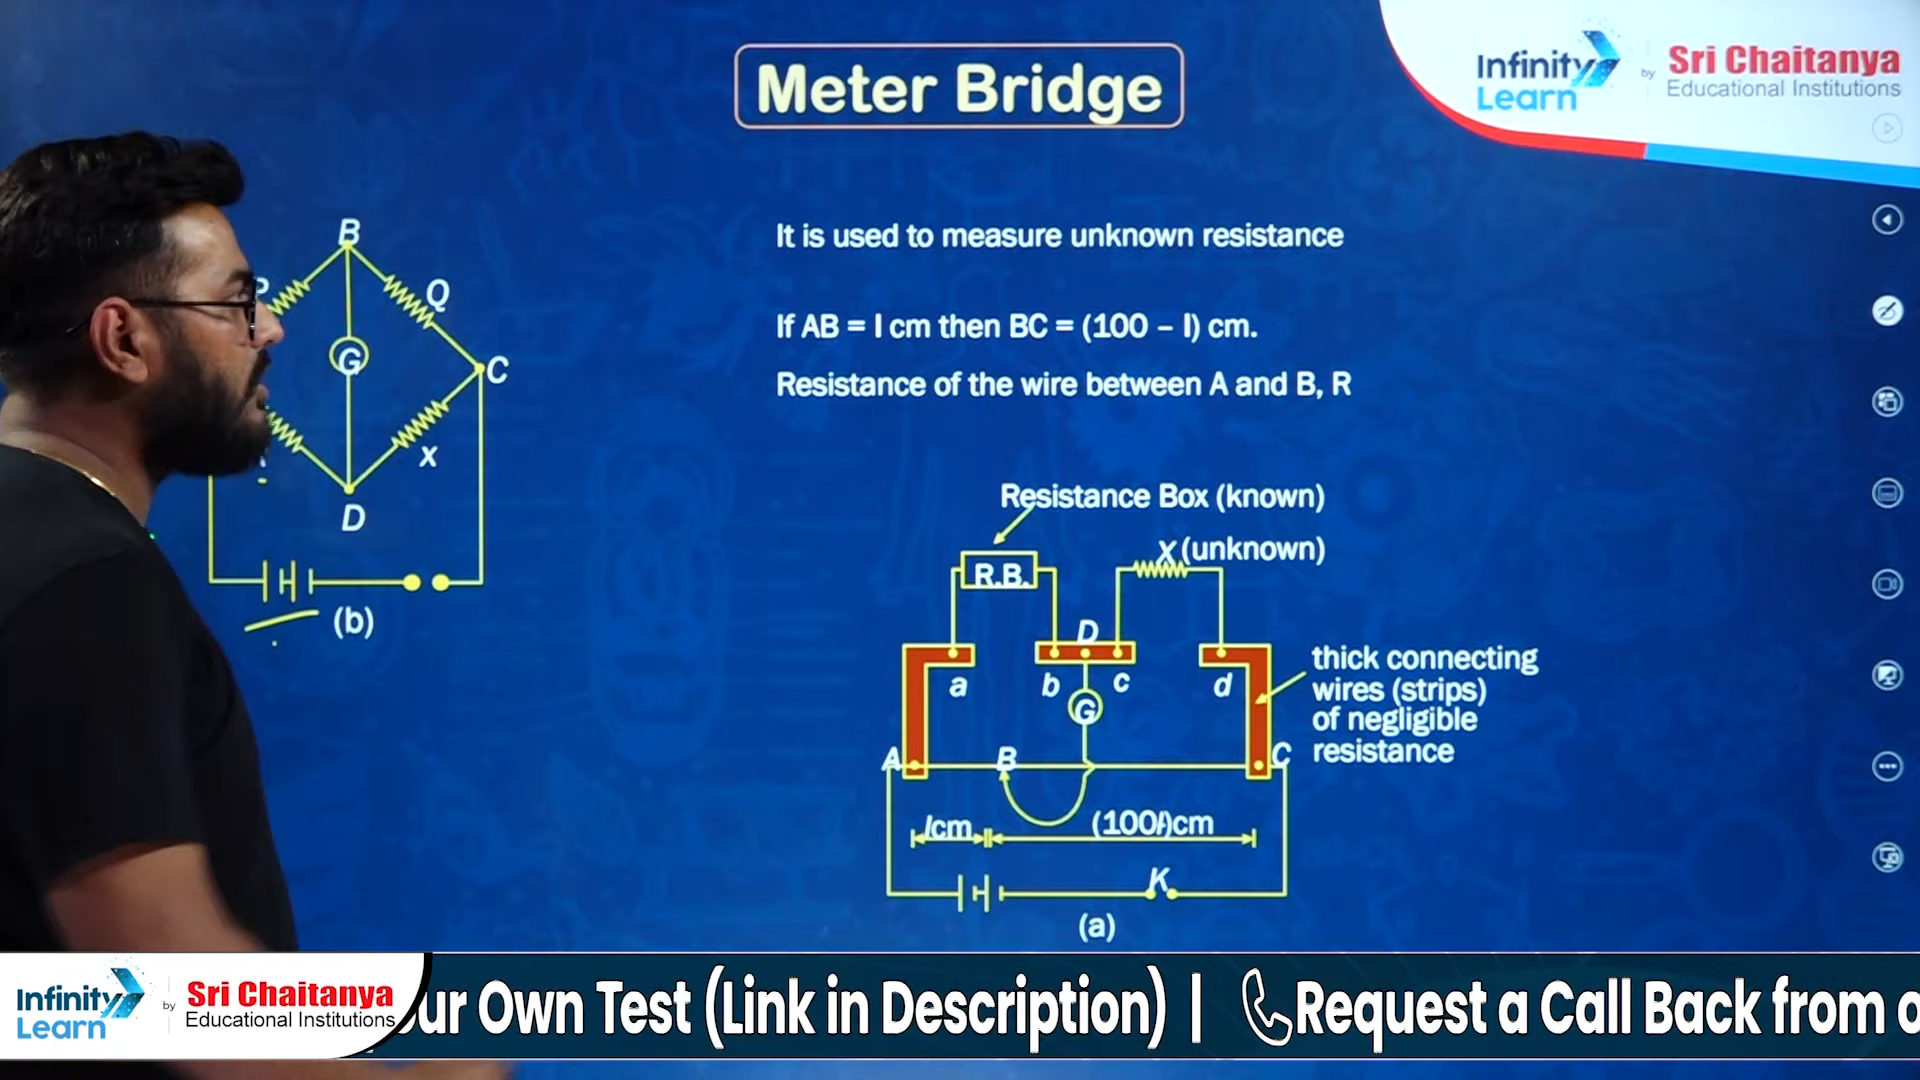 Meter Bridge
Infinity Learn
by
Sri Chaitanya
Educational Institutions
It is used to measure unknown resistance
If AB = l cm then BC = (100 – l) cm.
Resistance of the wire between A and B, R
B
Q
G
C
X
D
(b)
Resistance Box (known)
X (unknown)
R.B.
D
a
b
c
d
G
thick connecting
wires (strips)
of negligible
resistance
A
B
C
lcm
(100l)cm
K
(a)
Infinity Learn
by
Sri Chaitanya
Educational Institutions
Own Test (Link in Description) | Request a Call Back from